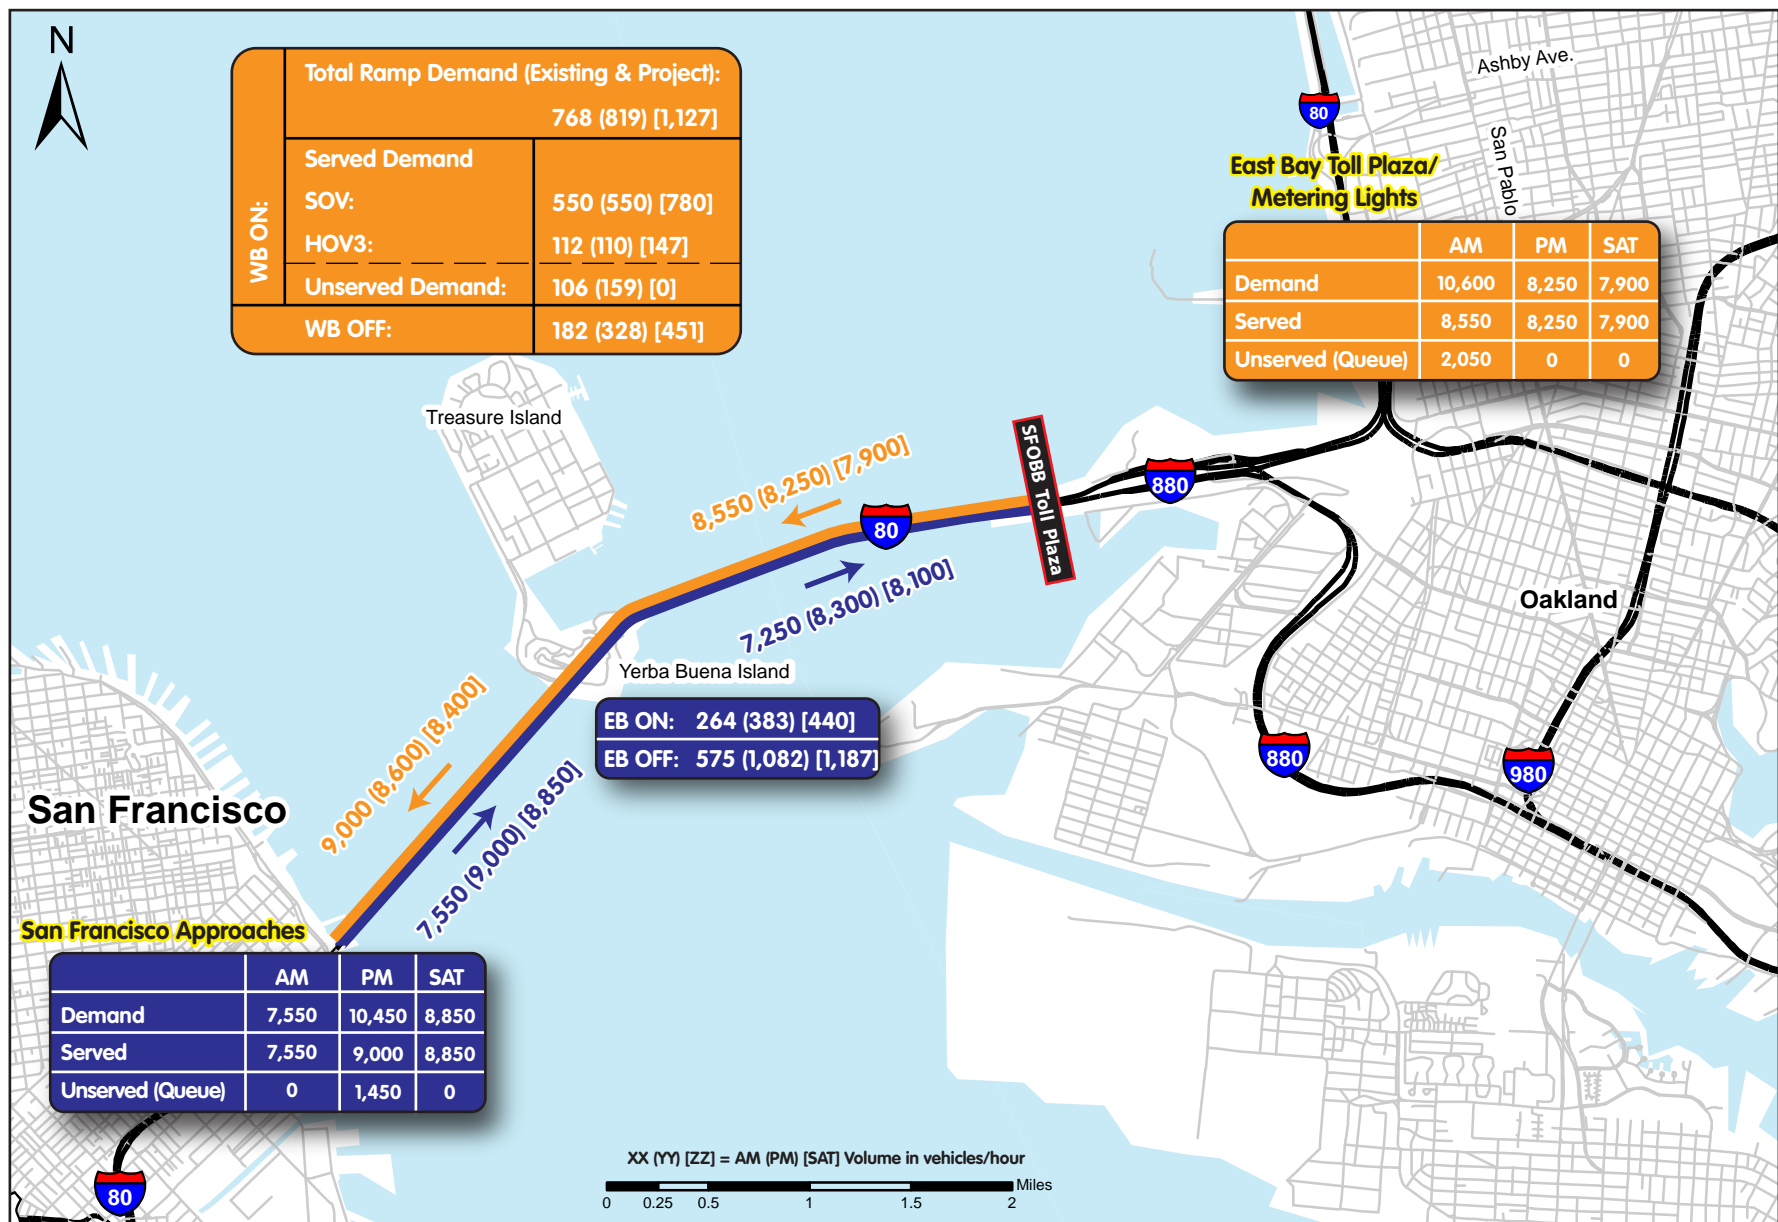 N
Total Ramp Demand (Existing & Project):
768 (819) [1,127]
WB ON:
Served Demand
SOV: 550 (550) [780]
HOV3: 112 (110) [147]
Unserved Demand: 106 (159) [0]
WB OFF: 182 (328) [451]
Ashby Ave.
80
San Pablo
East Bay Toll Plaza/
Metering Lights
AM PM SAT
Demand 10,600 8,250 7,900
Served 8,550 8,250 7,900
Unserved (Queue) 2,050 0 0
Treasure Island
8,550 (8,250) [7,900]
80
SFOBB Toll Plaza
880
7,250 (8,300) [8,100]
Oakland
Yerba Buena Island
EB ON: 264 (383) [440]
EB OFF: 575 (1,082) [1,187]
9,000 (8,600) [8,400]
7,550 (9,000) [8,850]
880
980
San Francisco
San Francisco Approaches
AM PM SAT
Demand 7,550 10,450 8,850
Served 7,550 9,000 8,850
Unserved (Queue) 0 1,450 0
80
XX (YY) [ZZ] = AM (PM) [SAT] Volume in vehicles/hour
Miles
0 0.25 0.5 1 1.5 2